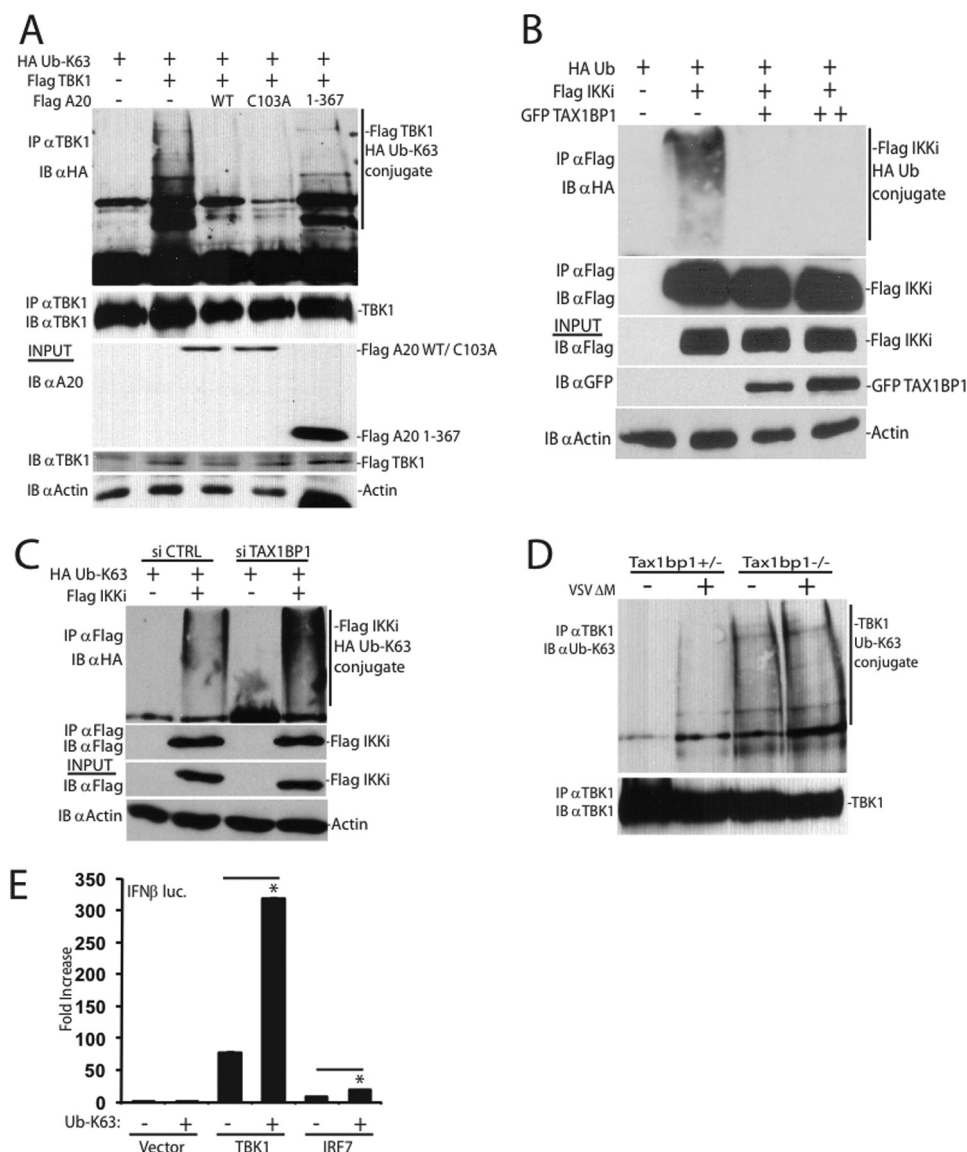 A
HA Ub-K63 + + + + +
Flag TBK1 - + + + +
Flag A20 - - WT C103A 1-367
IP αTBK1
IB αHA
-Flag TBK1
HA Ub-K63
conjugate
IP αTBK1
IB αTBK1
-TBK1
INPUT
IB αA20
-Flag A20 WT/ C103A
-Flag A20 1-367
IB αTBK1
-Flag TBK1
IB αActin
-Actin
B
HA Ub + + + +
Flag IKKi - + + +
GFP TAX1BP1 - - + + +
IP αFlag
IB αHA
-Flag IKKi
HA Ub
conjugate
IP αFlag
IB αFlag
-Flag IKKi
INPUT
IB αFlag
-Flag IKKi
IB αGFP
-GFP TAX1BP1
IB αActin
-Actin
C
si CTRL si TAX1BP1
HA Ub-K63 + + + +
Flag IKKi - + - +
IP αFlag
IB αHA
-Flag IKKi
HA Ub-K63
conjugate
IP αFlag
IB αFlag
-Flag IKKi
INPUT
IB αFlag
-Flag IKKi
IB αActin
-Actin
D
Tax1bp1+/- Tax1bp1-/-
VSV ΔM - + - +
IP αTBK1
IB αUb-K63
-TBK1
Ub-K63
conjugate
IP αTBK1
IB αTBK1
-TBK1
E
IFNβ luc.
Fold Increase
350
300
250
200
150
100
50
0
* *
Ub-K63: - + - + - +
Vector TBK1 IRF7